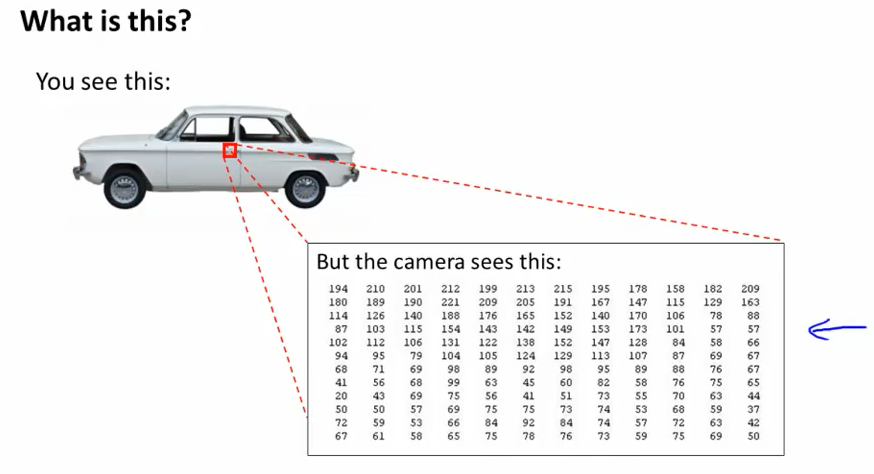 What is this?
You see this:
But the camera sees this:
194 210 201 212 199 213 215 195 178 158 182 209
180 189 190 221 209 205 191 167 147 115 129 163
114 126 140 188 176 165 152 140 170 106 78 88
87 103 115 154 143 142 149 153 173 101 57 57
102 112 106 131 122 138 152 147 128 84 58 66
94 95 79 104 105 124 129 113 107 87 69 67
68 71 69 98 89 92 98 95 89 88 76 67
41 56 68 99 63 45 60 82 58 76 75 65
20 43 69 75 56 41 51 73 55 70 63 44
50 50 57 69 75 75 73 74 53 68 59 37
72 59 53 66 84 92 84 74 57 72 63 42
67 61 58 65 75 78 76 73 59 75 69 50